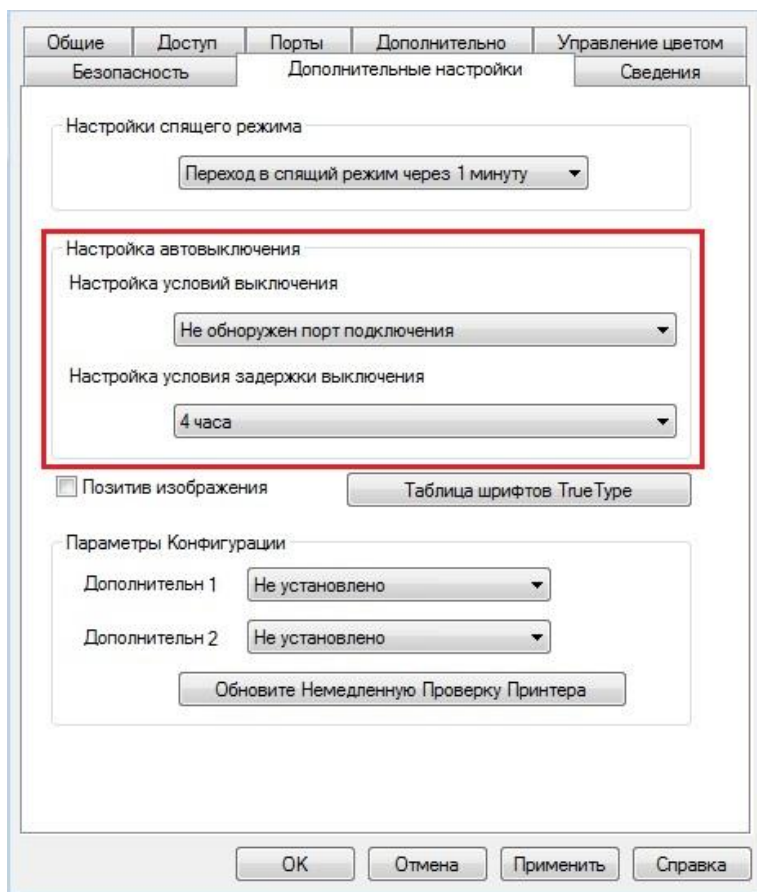 Общие Доступ Порты Дополнительно Управление цветом
Безопасность Дополнительные настройки Сведения
Настройки спящего режима
Переход в спящий режим через 1 минуту
Настройка автовыключения
Настройка условий выключения
Не обноружен порт подключения
Настройка условия задержки выключения
4 часа
Позитив изображения Таблица шрифтов TrueType
Параметры Конфигурации
Дополнительн 1 Не установлено
Дополнительн 2 Не установлено
Обновите Немедленную Проверку Принтера
OK Отмена Применить Справка